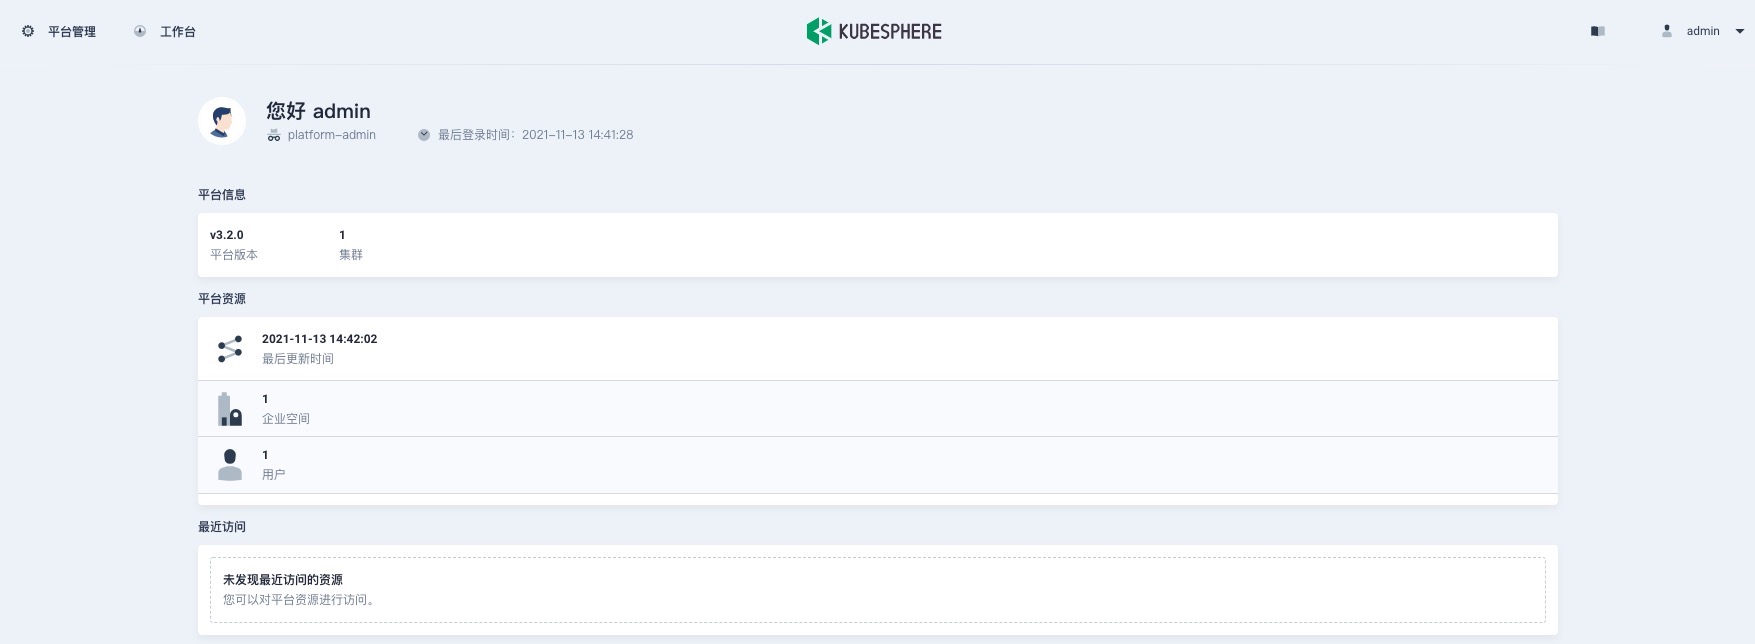 平台管理
工作台
KUBESPHERE
admin
您好 admin
platform-admin
最后登录时间：2021-11-13 14:41:28
平台信息
v3.2.0
平台版本
1
集群
平台资源
2021-11-13 14:42:02
最后更新时间
1
企业空间
1
用户
最近访问
未发现最近访问的资源
您可以对平台资源进行访问。